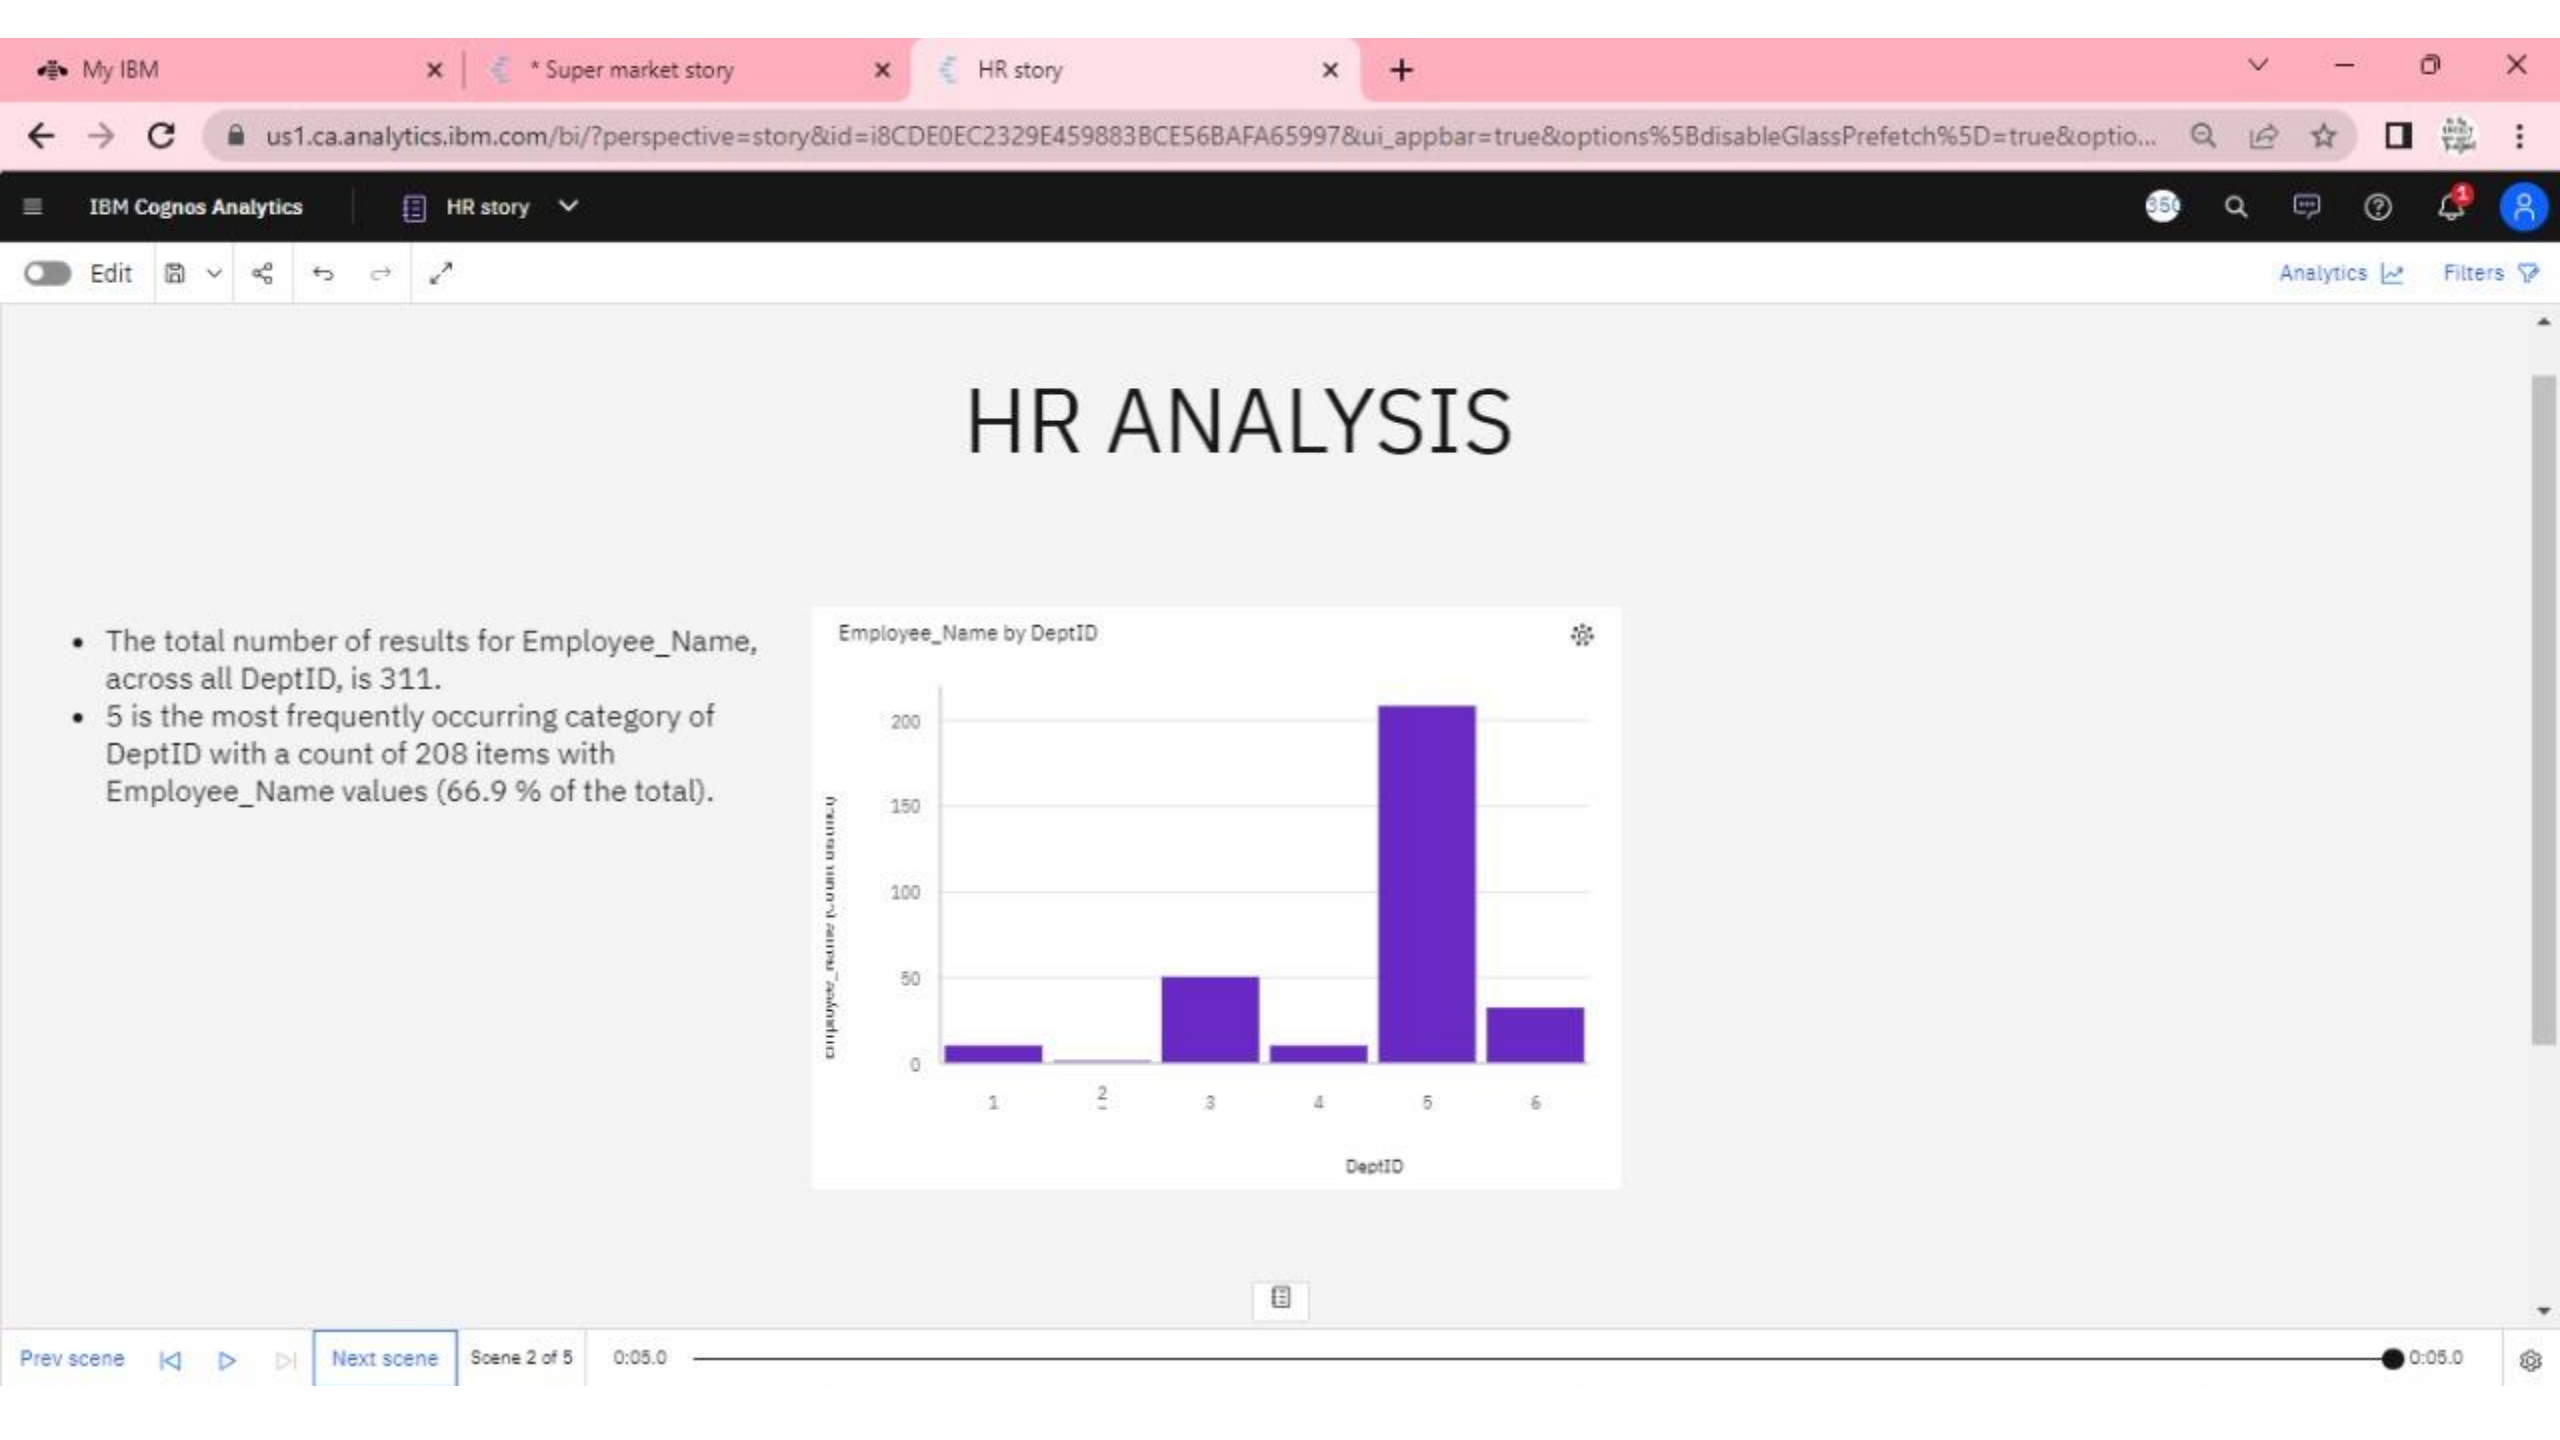 My IBM
* Super market story
HR story
us1.ca.analytics.ibm.com/bi/?perspective=story&id=i8CDE0EC2329E459883BCE56BAFA65997&ui_appbar=true&options%5BdisableGlassPrefetch%5D=true&optio...
IBM Cognos Analytics
HR story
1
Edit
Analytics
Filters
HR ANALYSIS
• The total number of results for Employee_Name,
across all DeptID, is 311.
• 5 is the most frequently occurring category of
DeptID with a count of 208 items with
Employee_Name values (66.9 % of the total).
Employee_Name by DeptID
200
150
100
50
0
1 2 3 4 5 6
DeptID
Prev scene
Next scene
Scene 2 of 5
0:05.0
0:05.0